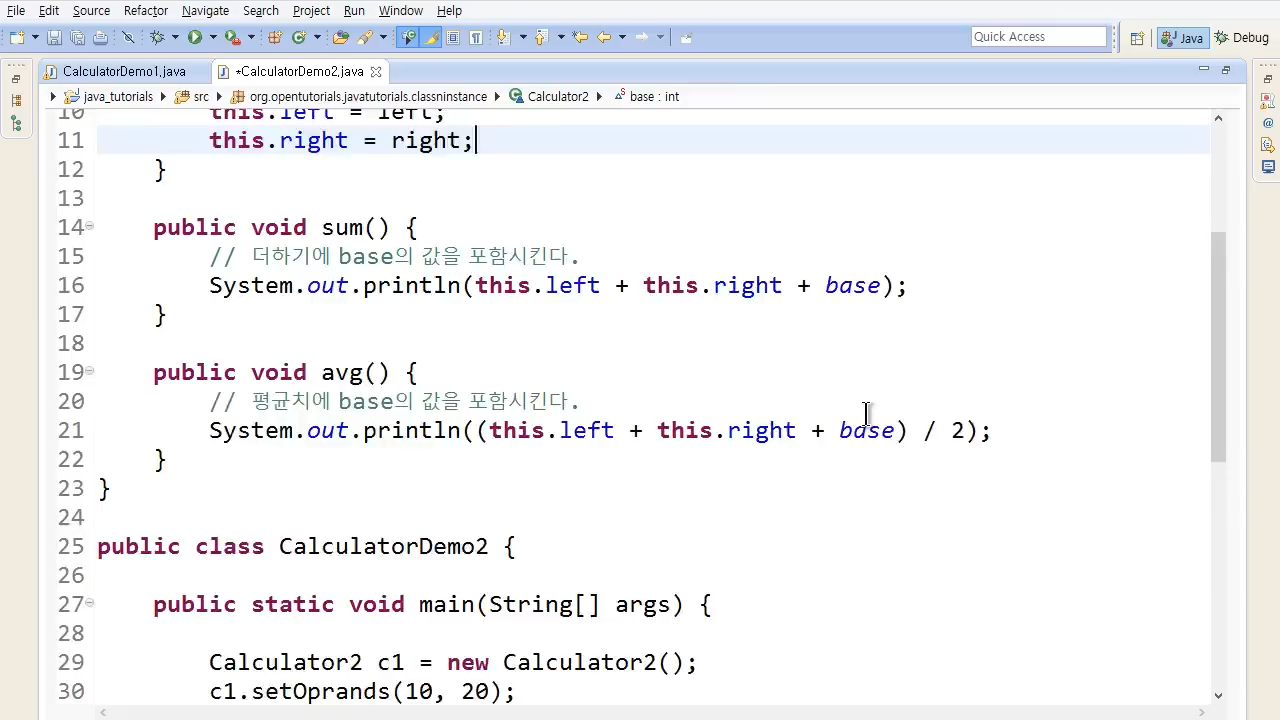 File Edit Source Refactor Navigate Search Project Run Window Help
Quick Access
Java
Debug
CalculatorDemo1.java
*CalculatorDemo2.java
java_tutorials
src
org.opentutorials.javatutorials.classninstance
Calculator2
base : int
10 this.left = left;
11 this.right = right;
12 }
13
14 public void sum() {
15 // 더하기에 base의 값을 포함시킨다.
16 System.out.println(this.left + this.right + base);
17 }
18
19 public void avg() {
20 // 평균치에 base의 값을 포함시킨다.
21 System.out.println((this.left + this.right + base) / 2);
22 }
23 }
24
25 public class CalculatorDemo2 {
26
27 public static void main(String[] args) {
28
29 Calculator2 c1 = new Calculator2();
30 c1.setOprands(10, 20);